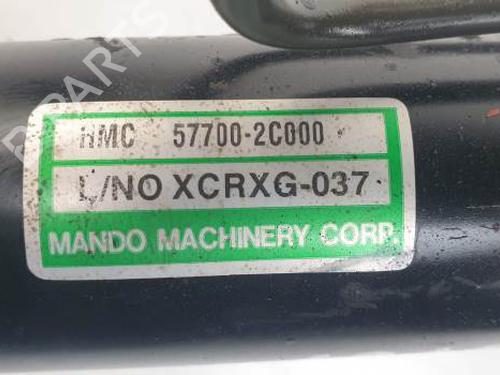 HMC 57700-2C000
L/NO XCRXG-037
MANDO MACHINERY CORP.